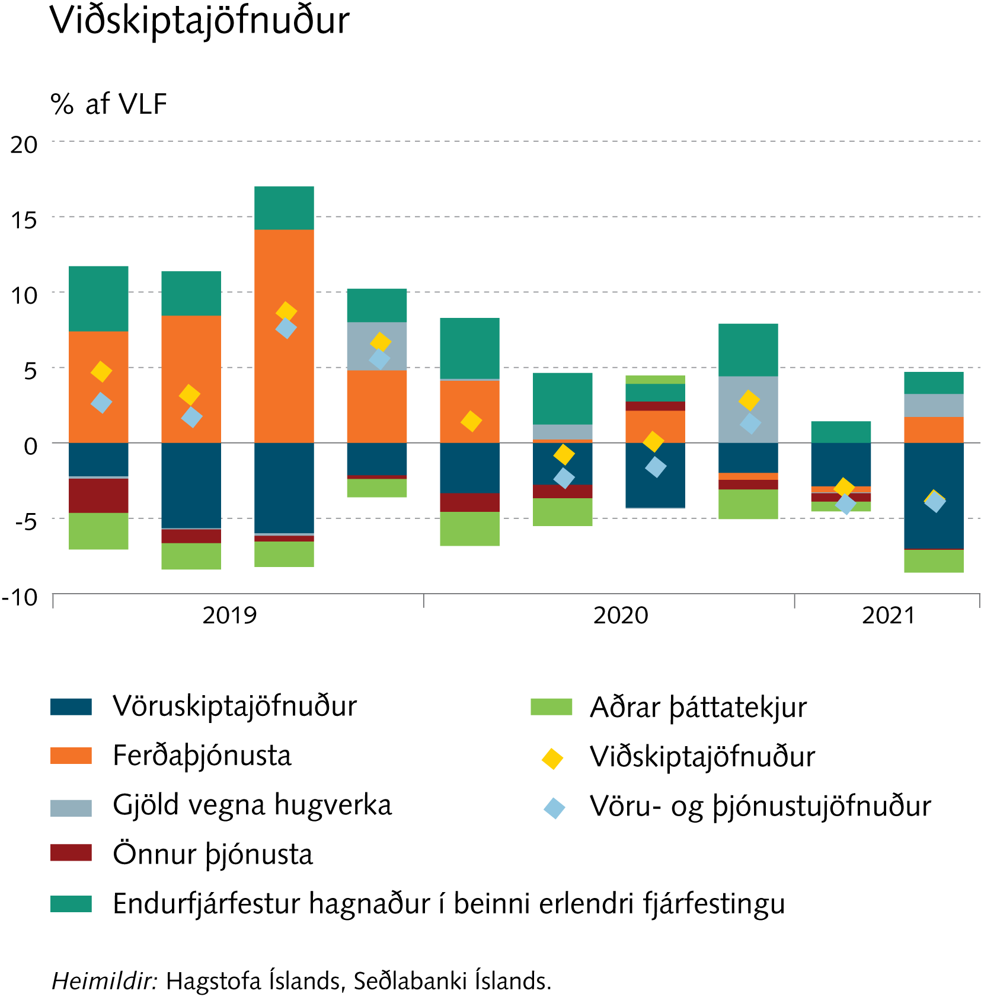 Viðskiptajöfnuður
% af VLF
20
15
10
5
0
-5
-10
2019
2020
2021
Vöruskiptajöfnuður
Ferðaþjónusta
Gjöld vegna hugverka
Önnur þjónusta
Endurfjárfestur hagnaður í beinni erlendri fjárfestingu
Aðrar þáttatekjur
Viðskiptajöfnuður
Vöru- og þjónustujöfnuður
Heimildir: Hagstofa Íslands, Seðlabanki Íslands.